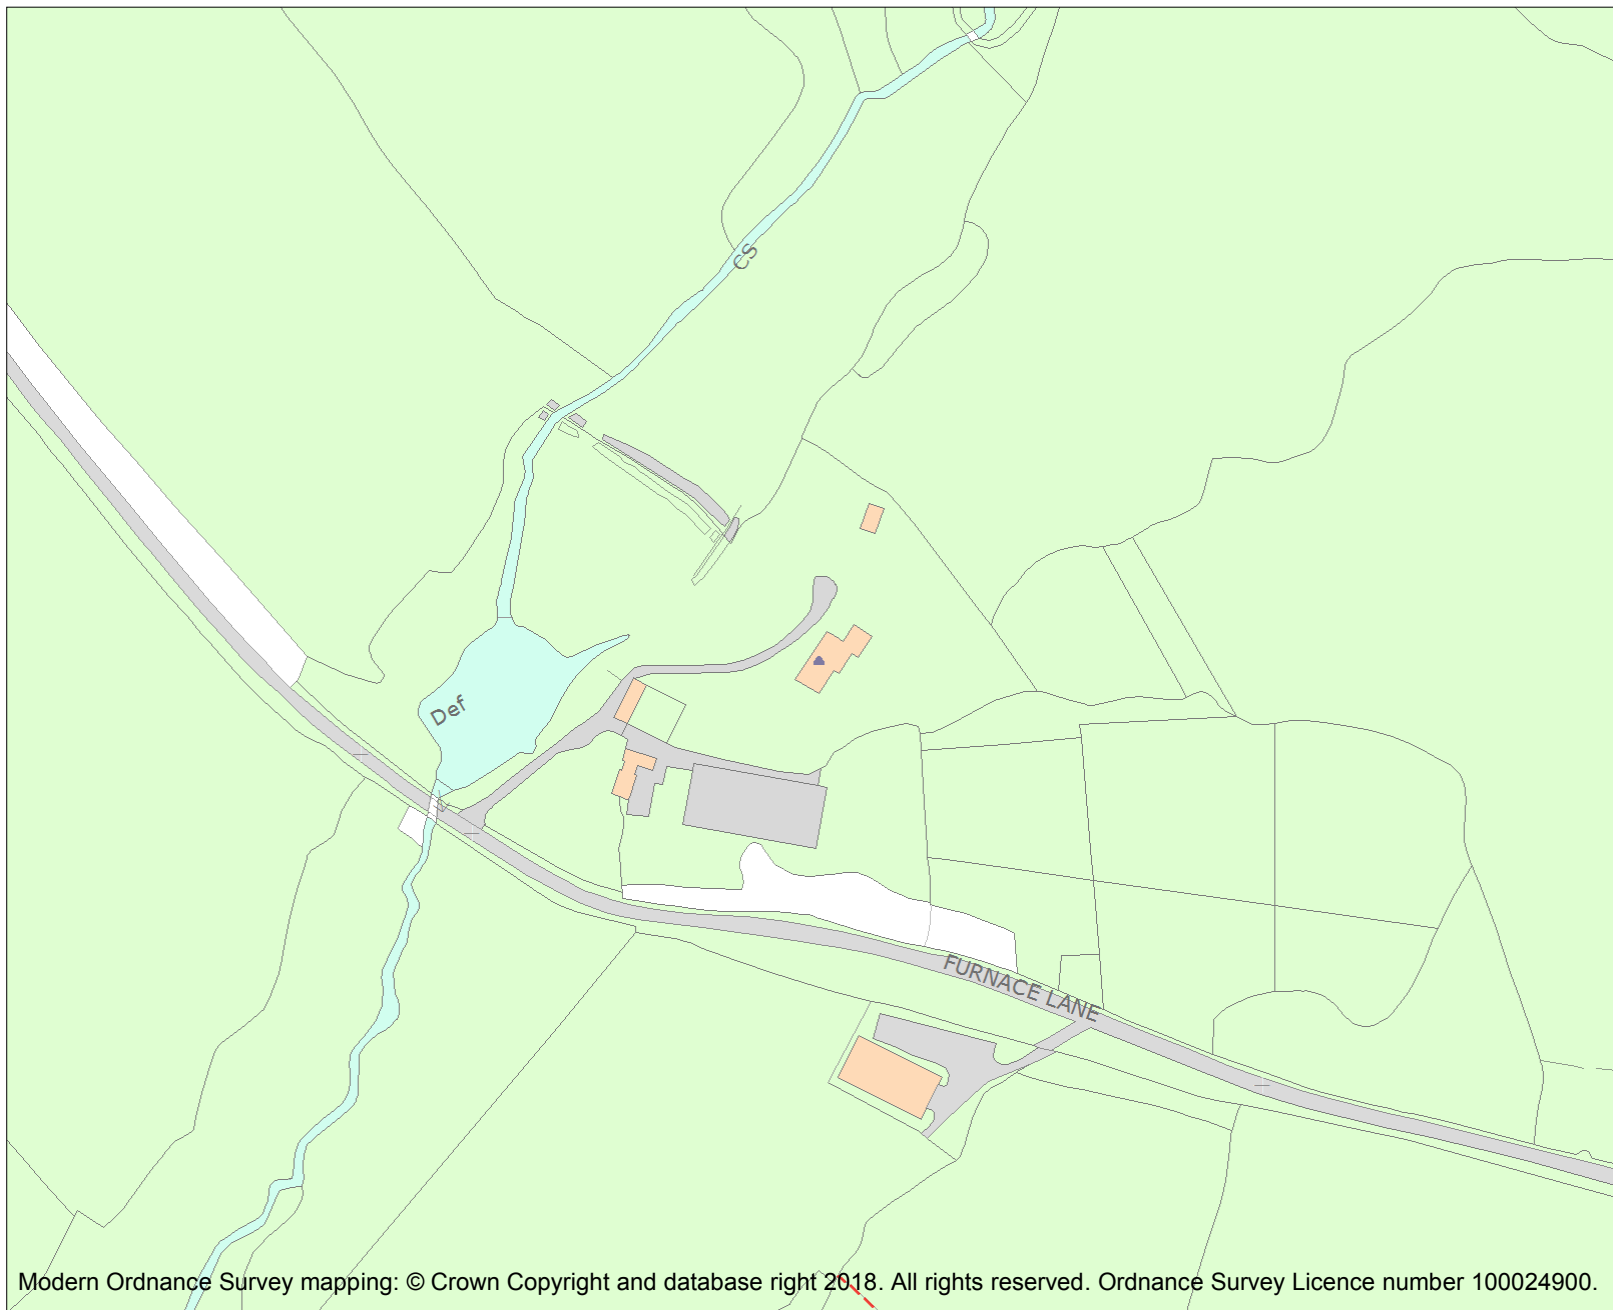 CS
Def
FURNACE LANE
Modern Ordnance Survey mapping: © Crown Copyright and database right 2018. All rights reserved. Ordnance Survey Licence number 100024900.